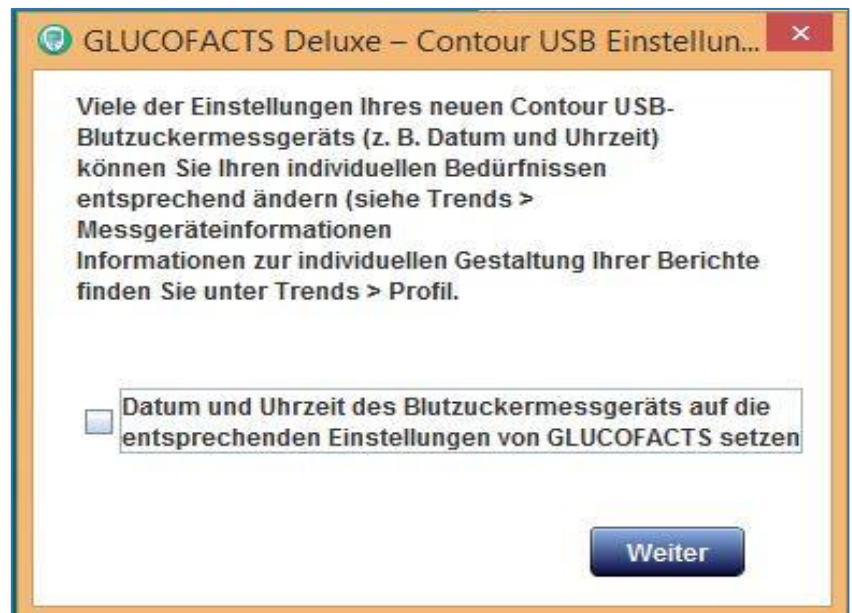 GLUCOFACTS Deluxe – Contour USB Einstellun...
Viele der Einstellungen Ihres neuen Contour USB-
Blutzuckermessgeräts (z. B. Datum und Uhrzeit)
können Sie Ihren individuellen Bedürfnissen
entsprechend ändern (siehe Trends >
Messgeräteinformationen
Informationen zur individuellen Gestaltung Ihrer Berichte
finden Sie unter Trends > Profil.
Datum und Uhrzeit des Blutzuckermessgeräts auf die
entsprechenden Einstellungen von GLUCOFACTS setzen
Weiter